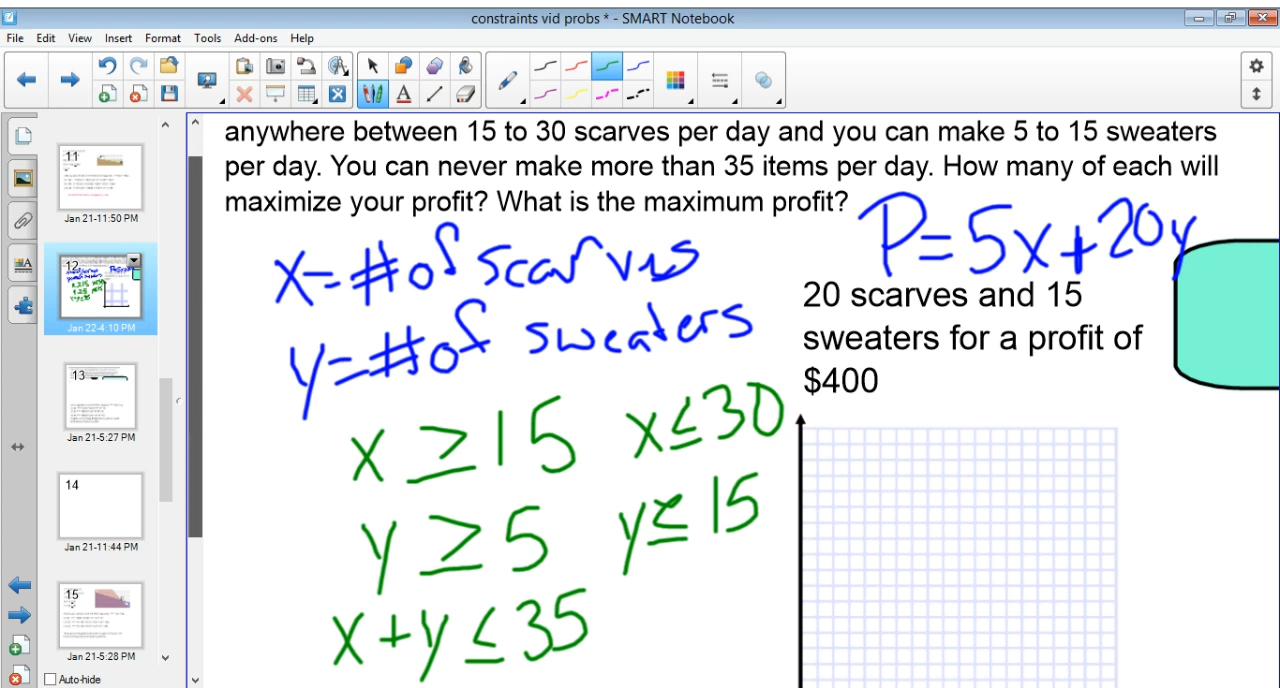 constraints vid probs * - SMART Notebook
File Edit View Insert Format Tools Add-ons Help
11
Jan 21-11:50 PM
12
Jan 22-4:10 PM
13
Jan 21-5:27 PM
14
Jan 21-11:44 PM
15
Jan 21-5:28 PM
Auto-hide
anywhere between 15 to 30 scarves per day and you can make 5 to 15 sweaters
per day. You can never make more than 35 items per day. How many of each will
maximize your profit? What is the maximum profit?
P=5x+20y
x=#of scarves
y=#of sweaters
20 scarves and 15
sweaters for a profit of
$400
x≥15 x≤30
y≥5 y≤15
x+y≤35